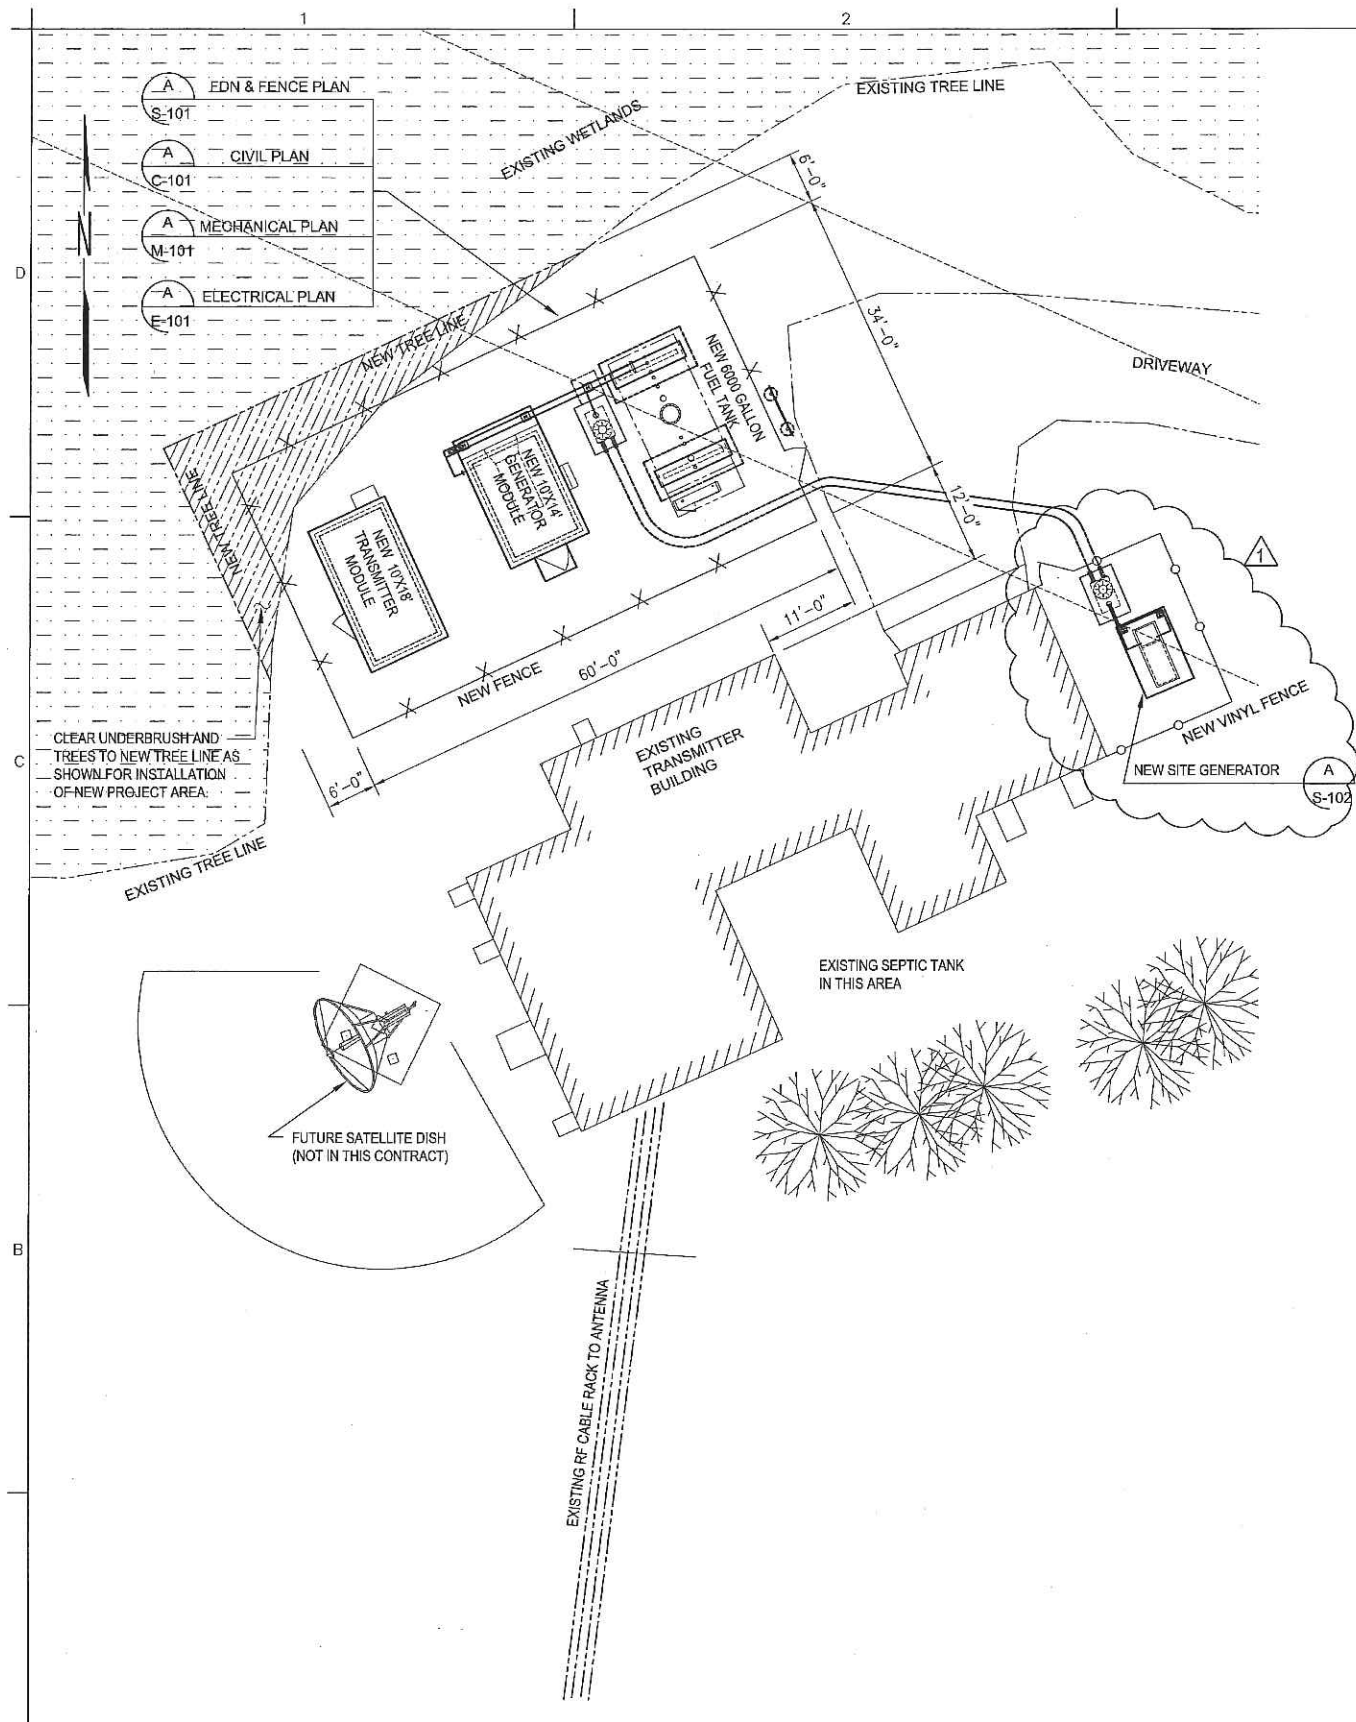 1
2
A
FDN & FENCE PLAN
S-101
A
CIVIL PLAN
C-101
A
MECHANICAL PLAN
M-101
A
ELECTRICAL PLAN
E-101
N
D
EXISTING WETLANDS
EXISTING TREE LINE
6'-0"
34'-0"
12'-0"
DRIVEWAY
NEW TREE LINE
NEW TREE LINE
NEW 6000 GALLON
FUEL TANK
NEW 10'X14'
GENERATOR
MODULE
NEW 10'X18'
TRANSMITTER
MODULE
NEW FENCE
60'-0"
11'-0"
6'-0"
1
NEW VINYL FENCE
NEW SITE GENERATOR
A
S-102
C
CLEAR UNDERBRUSH AND
TREES TO NEW TREE LINE AS
SHOWN FOR INSTALLATION
OF NEW PROJECT AREA.
EXISTING TREE LINE
EXISTING
TRANSMITTER
BUILDING
EXISTING SEPTIC TANK
IN THIS AREA
FUTURE SATELLITE DISH
(NOT IN THIS CONTRACT)
B
EXISTING RF CABLE RACK TO ANTENNA